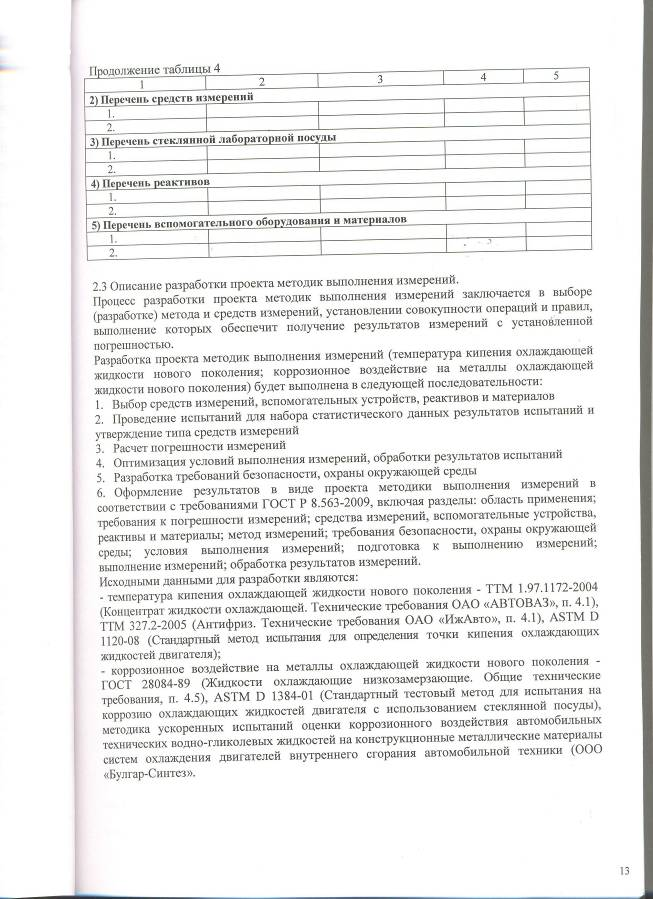 Продолжение таблицы 4
1 2 3 4 5
2) Перечень средств измерений
1.
2.
3) Перечень стеклянной лабораторной посуды
1.
2.
4) Перечень реактивов
1.
2.
5) Перечень вспомогательного оборудования и материалов
1.
2.
2.3 Описание разработки проекта методик выполнения измерений.
Процесс разработки проекта методик выполнения измерений заключается в выборе
(разработке) метода и средств измерений, установлении совокупности операций и правил,
выполнение которых обеспечит получение результатов измерений с установленной
погрешностью.
Разработка проекта методик выполнения измерений (температура кипения охлаждающей
жидкости нового поколения; коррозионное воздействие на металлы охлаждающей
жидкости нового поколения) будет выполнена в следующей последовательности:
1. Выбор средств измерений, вспомогательных устройств, реактивов и материалов
2. Проведение испытаний для набора статистического данных результатов испытаний и
утверждение типа средств измерений
3. Расчет погрешности измерений
4. Оптимизация условий выполнения измерений, обработки результатов испытаний
5. Разработка требований безопасности, охраны окружающей среды
6. Оформление результатов в виде проекта методики выполнения измерений в
соответствии с требованиями ГОСТ Р 8.563-2009, включая разделы: область применения;
требования к погрешности измерений; средства измерений, вспомогательные устройства,
реактивы и материалы; метод измерений; требования безопасности, охраны окружающей
среды; условия выполнения измерений; подготовка к выполнению измерений;
выполнение измерений; обработка результатов измерений.
Исходными данными для разработки являются:
- температура кипения охлаждающей жидкости нового поколения - ТТМ 1.97.1172-2004
(Концентрат жидкости охлаждающей. Технические требования ОАО «АВТОВАЗ», п. 4.1),
ТТМ 327.2-2005 (Антифриз. Технические требования ОАО «ИжАвто», п. 4.1), ASTM D
1120-08 (Стандартный метод испытания для определения точки кипения охлаждающих
жидкостей двигателя);
- коррозионное воздействие на металлы охлаждающей жидкости нового поколения -
ГОСТ 28084-89 (Жидкости охлаждающие низкозамерзающие. Общие технические
требования, п. 4.5), ASTM D 1384-01 (Стандартный тестовый метод для испытания на
коррозию охлаждающих жидкостей двигателя с использованием стеклянной посуды),
методика ускоренных испытаний оценки коррозионного воздействия автомобильных
технических водно-гликолевых жидкостей на конструкционные металлические материалы
систем охлаждения двигателей внутреннего сгорания автомобильной техники (ООО
«Булгар-Синтез».
13